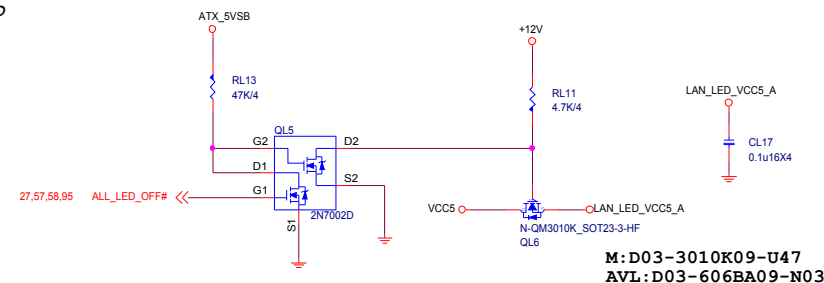 ATX_5VSB
+12V
RL13
47K/4
RL11
4.7K/4
LAN_LED_VCC5_A
QL5
G2
D2
CL17
0.1u16X4
D1
S2
27,57,58,95 ALL_LED_OFF#
G1
2N7002D
S1
VCC5
LAN_LED_VCC5_A
N-QM3010K_SOT23-3-HF
QL6
M:D03-3010K09-U47
AVL:D03-606BA09-N03